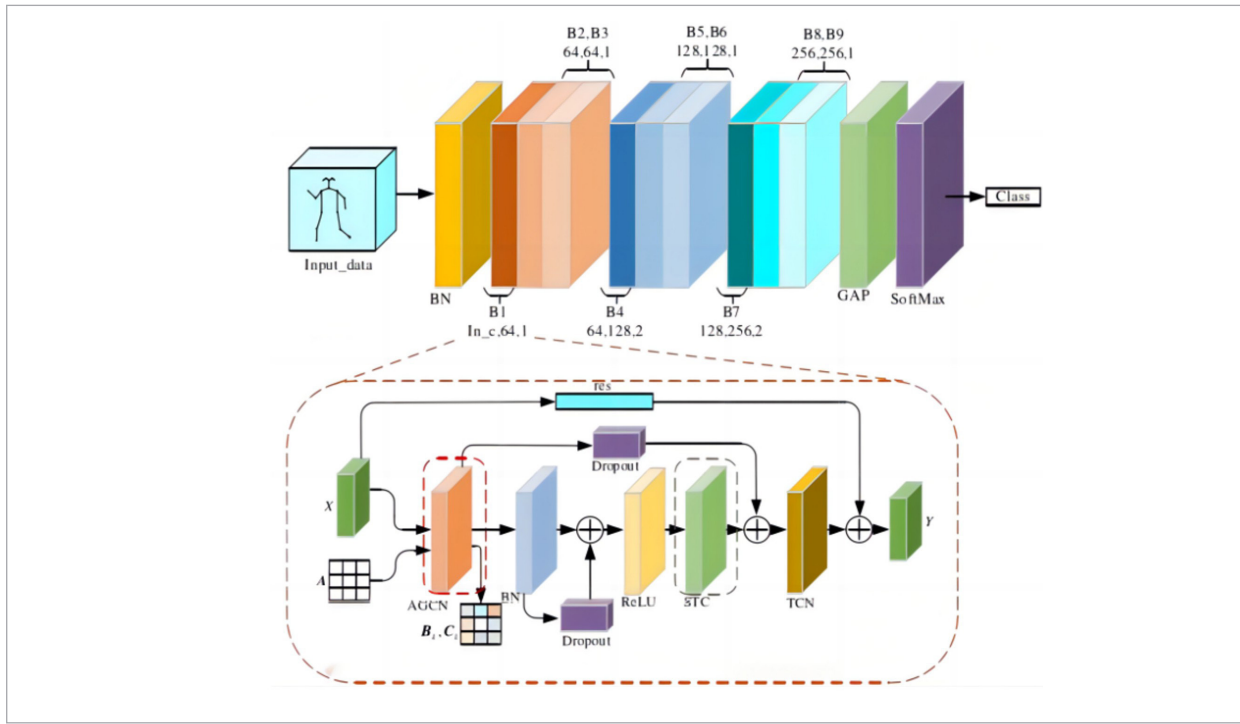 B2,B3
64,64,1
B5,B6
128,128,1
B8,B9
256,256,1
Input_data
BN
B1
In_c,64,1
B4
64,128,2
B7
128,256,2
GAP
SoftMax
Class
res
Dropout
X
A
AGCN
B
C
BN
Dropout
ReLU
STC
TCN
Y